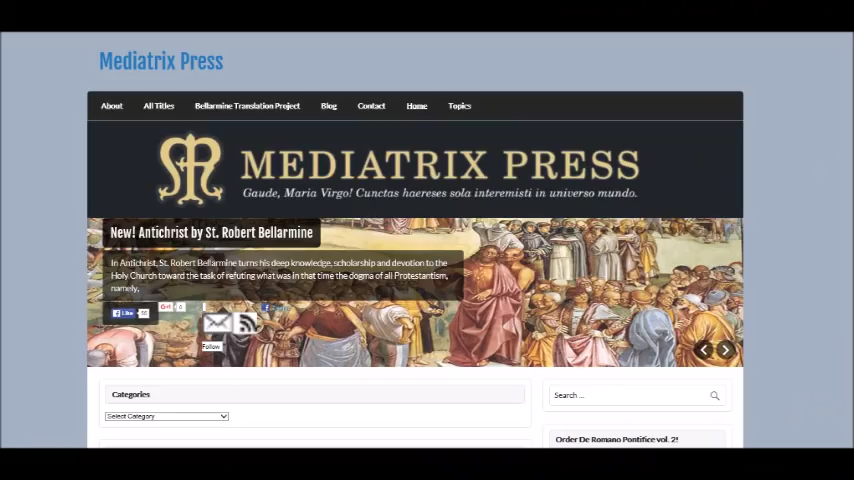 Mediatrix Press
About
All Titles
Bellarmine Translation Project
Blog
Contact
Home
Topics
MEDIATRIX PRESS
Gaude, Maria Virgo! Cunctas haereses sola interemisti in universo mundo.
New! Antichrist by St. Robert Bellarmine
In Antichrist, St. Robert Bellarmine turns his deep knowledge, scholarship and devotion to the
Holy Church toward the task of refuting what was in that time the dogma of all Protestantism,
namely,
Like
G+1
0
Follow
Categories
Select Category
Search ...
Order De Romano Pontifice vol. 2!